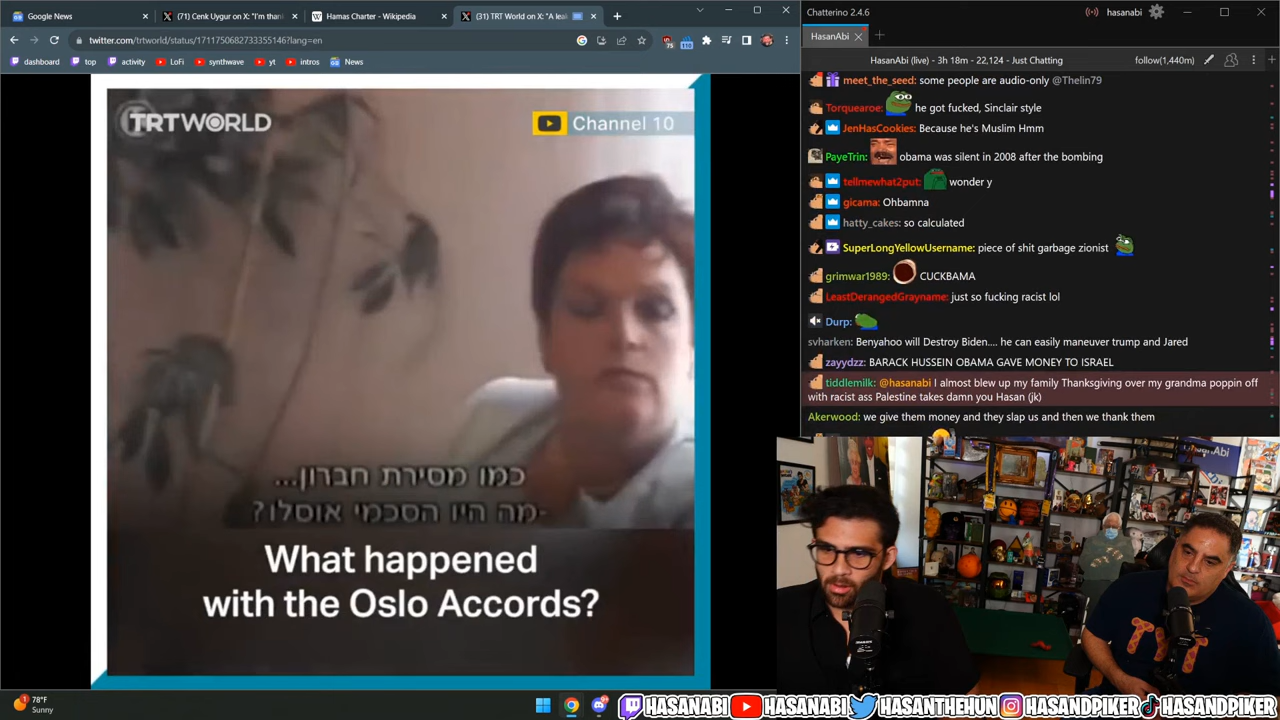 Google News
(71) Cenk Uygur on X: "I'm than
Hamas Charter - Wikipedia
(31) TRT World on X: "A leak
twitter.com/trtworld/status/1711750682733355146?lang=en
dashboard
top
activity
LoFi
synthwave
yt
intros
News
TRTWORLD
Channel 10
כמו מסירת חברון...
-מה היו הסכמי אוסלו?
What happened
with the Oslo Accords?
78°F
Sunny
Chatterino 2.4.6
hasanabi
HasanAbi
HasanAbi (live) - 3h 18m - 22,124 - Just Chatting
follow(1,440m)
meet_the_seed: some people are audio-only @Thelin79
Torquearoe: he got fucked, Sinclair style
JenHasCookies: Because he's Muslim Hmm
PayeTrin: obama was silent in 2008 after the bombing
tellmewhat2put: wonder y
gicama: Ohbamna
hatty_cakes: so calculated
SuperLongYellowUsername: piece of shit garbage zionist
grimwar1989: CUCKBAMA
LeastDerangedGrayname: just so fucking racist lol
Durp:
svharken: Benyahoo will Destroy Biden.... he can easily maneuver trump and Jared
zayydzz: BARACK HUSSEIN OBAMA GAVE MONEY TO ISRAEL
tiddlemilk: @hasanabi I almost blew up my family Thanksgiving over my grandma poppin off
with racist ass Palestine takes damn you Hasan (jk)
Akerwood: we give them money and they slap us and then we thank them
TYT
HASANABI
HASANABI
HASANTHEHUN
HASANDPIKER
HASANDPIKER